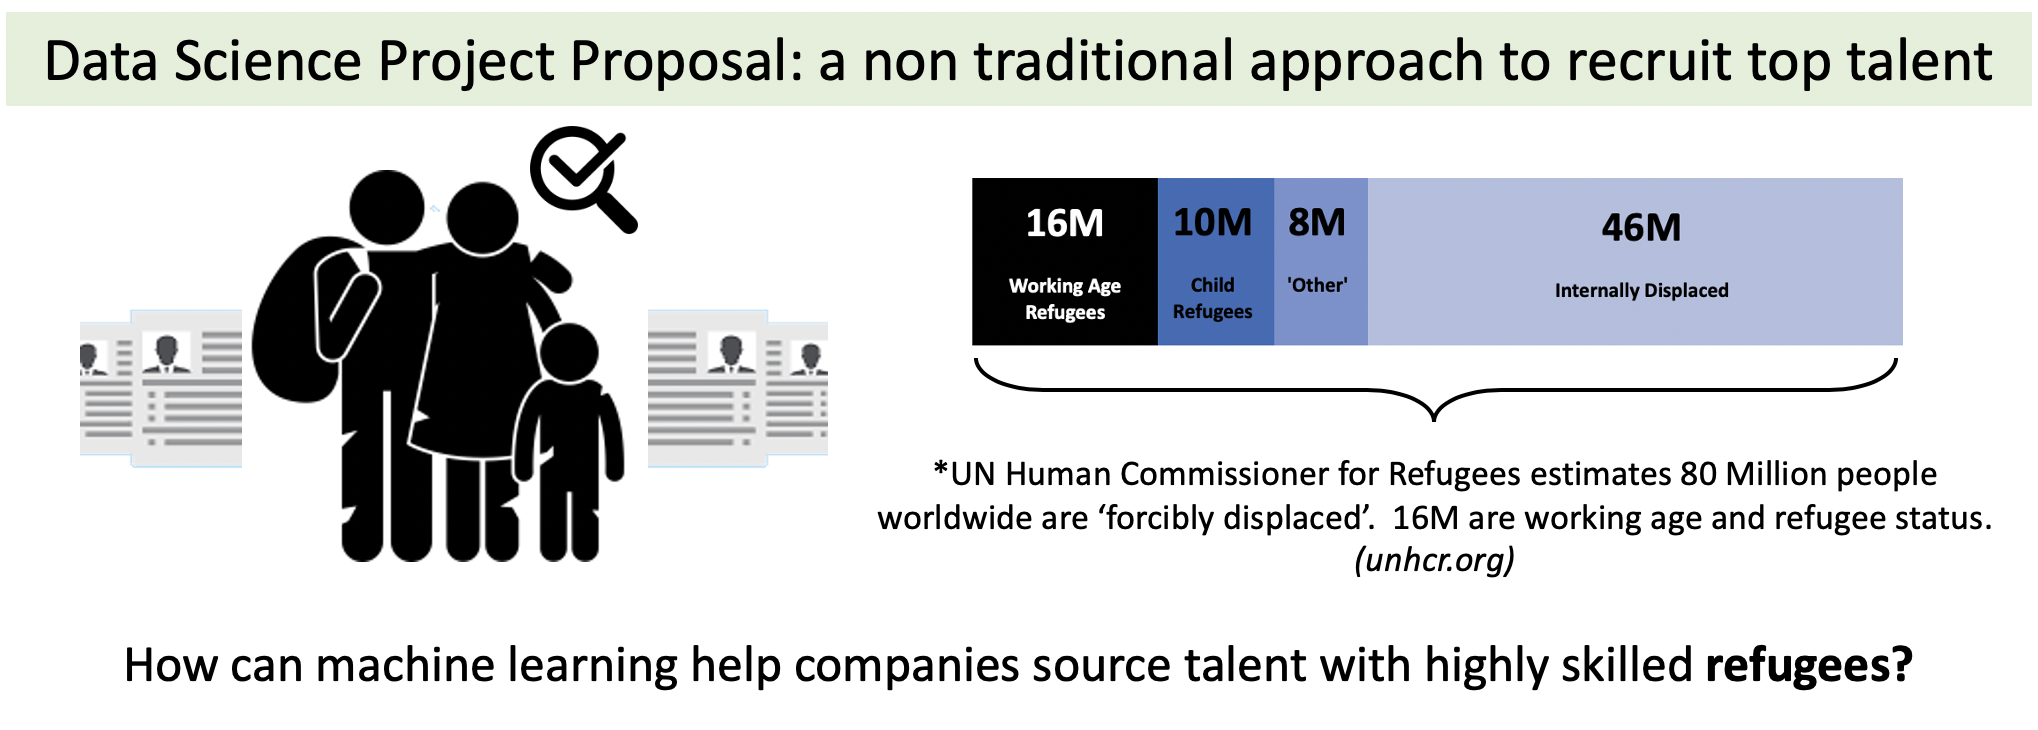 Data Science Project Proposal: a non traditional approach to recruit top talent
16M
Working Age
Refugees
10M
Child
Refugees
8M
'Other'
46M
Internally Displaced
*UN Human Commissioner for Refugees estimates 80 Million people
worldwide are ‘forcibly displaced’. 16M are working age and refugee status.
(unhcr.org)
How can machine learning help companies source talent with highly skilled refugees?